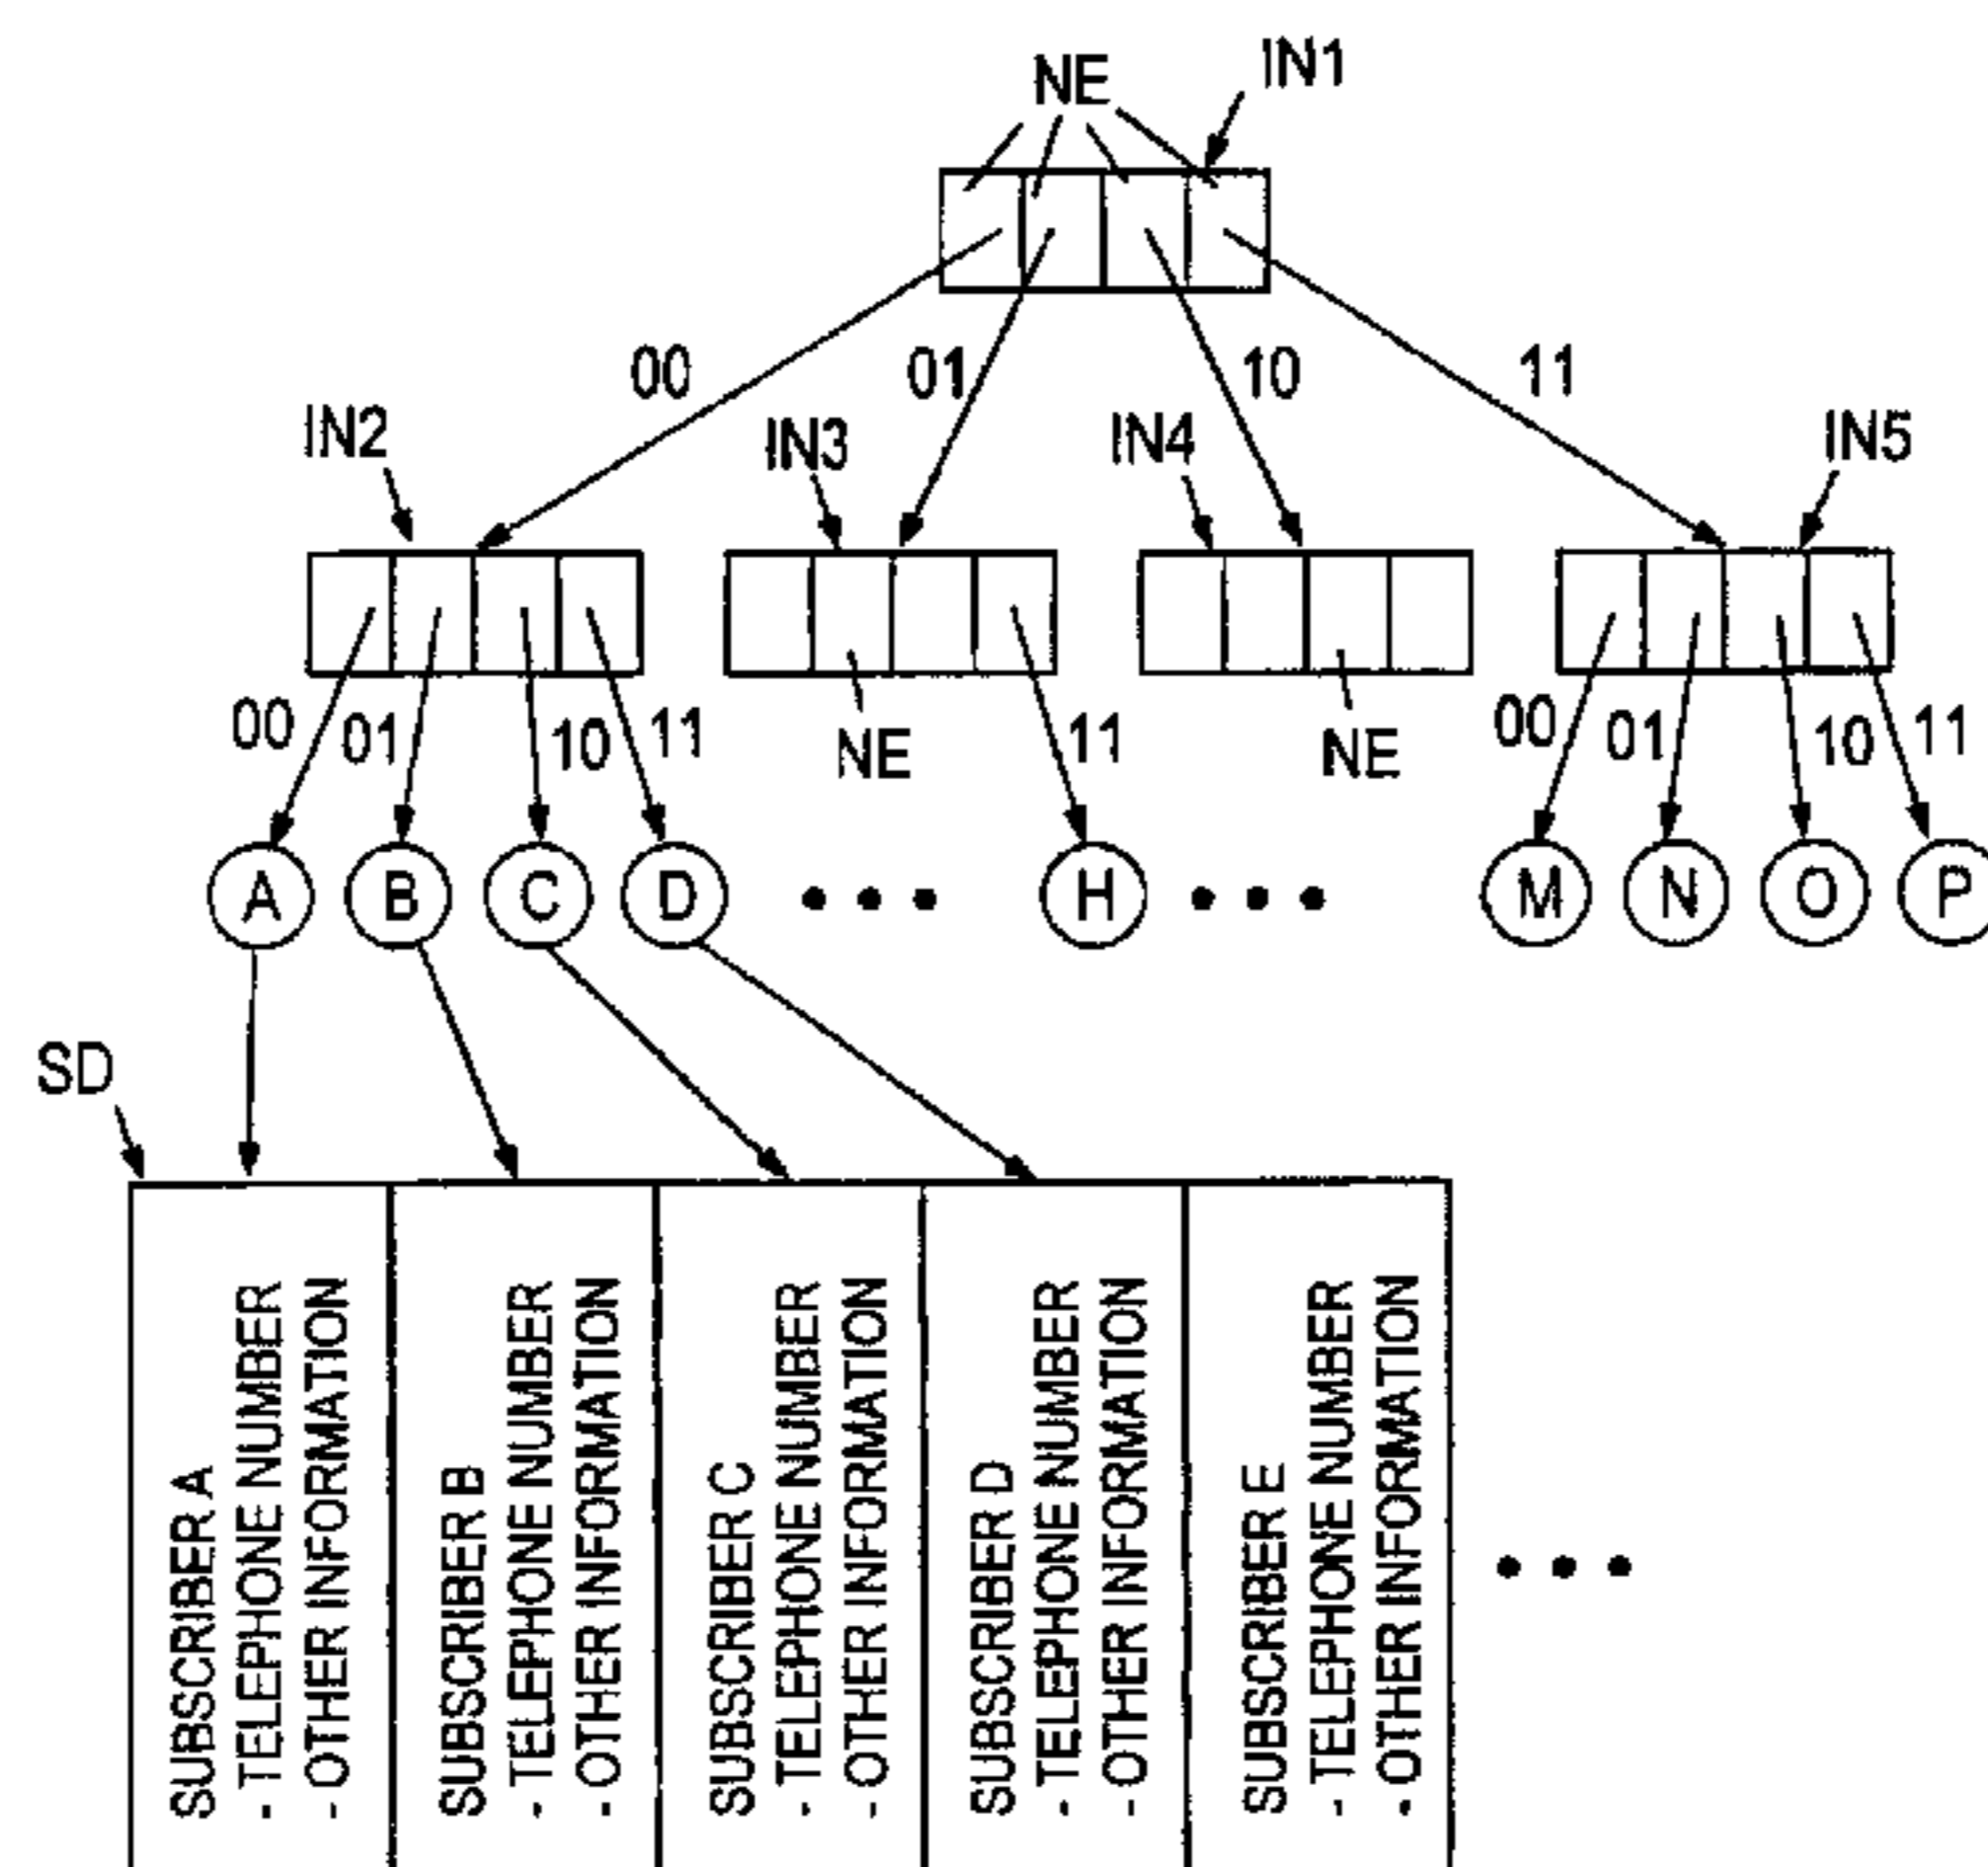 NE IN1
00 01 10 11
IN2 IN3 IN4 IN5
00 01 10 11 NE 11 NE 00 01 10 11
A B C D H M N O P
SD
SUBSCRIBER A
- TELEPHONE NUMBER
- OTHER INFORMATION
SUBSCRIBER B
- TELEPHONE NUMBER
- OTHER INFORMATION
SUBSCRIBER C
- TELEPHONE NUMBER
- OTHER INFORMATION
SUBSCRIBER D
- TELEPHONE NUMBER
- OTHER INFORMATION
SUBSCRIBER E
- TELEPHONE NUMBER
- OTHER INFORMATION